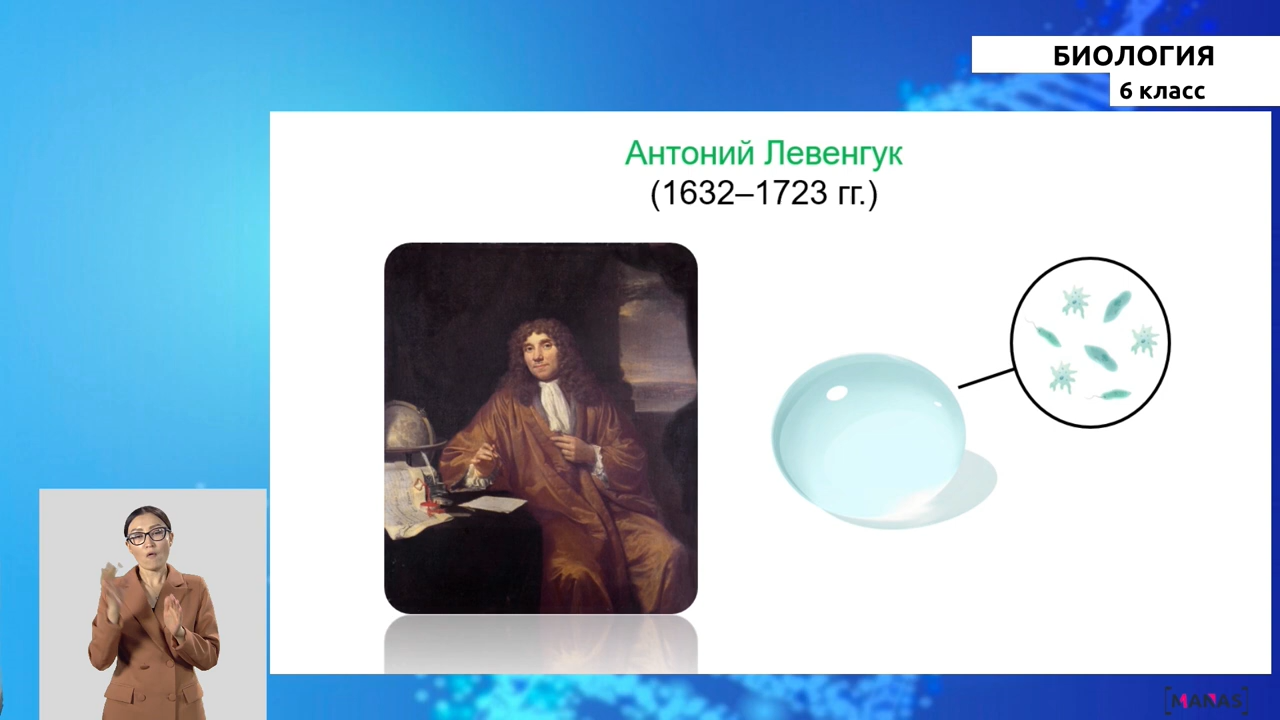 БИОЛОГИЯ
6 класс
Антоний Левенгук
(1632–1723 гг.)
MANAS